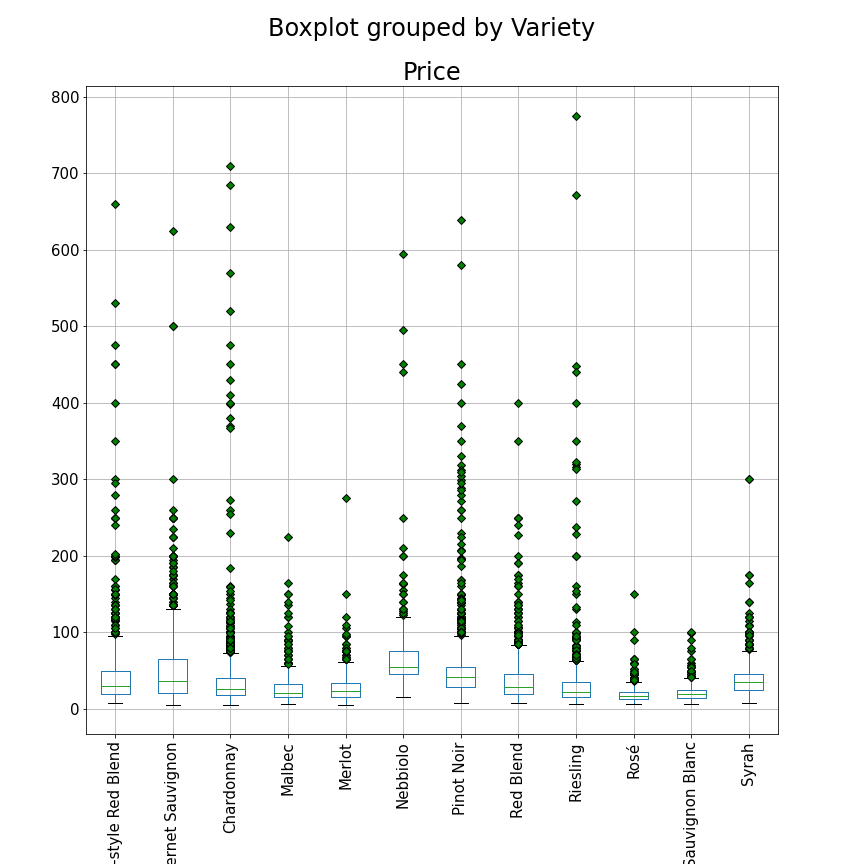 Boxplot grouped by Variety
Price
800
700
600
500
400
300
200
100
0
-style Red Blend
ernet Sauvignon
Chardonnay
Malbec
Merlot
Nebbiolo
Pinot Noir
Red Blend
Riesling
Rosé
Sauvignon Blanc
Syrah